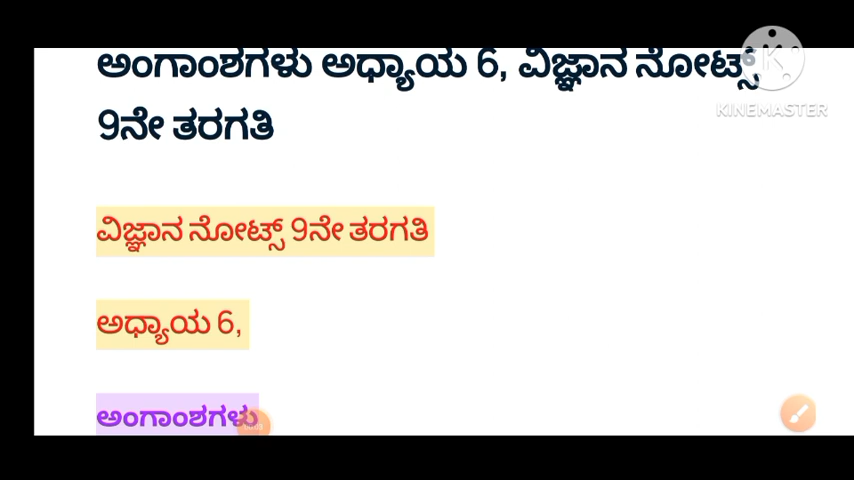 ಅಂಗಾಂಶಗಳು ಅಧ್ಯಾಯ 6, ವಿಜ್ಞಾನ ನೋಟ್ಸ್
9ನೇ ತರಗತಿ
KINEMASTER
ವಿಜ್ಞಾನ ನೋಟ್ಸ್ 9ನೇ ತರಗತಿ
ಅಧ್ಯಾಯ 6,
ಅಂಗಾಂಶಗಳು